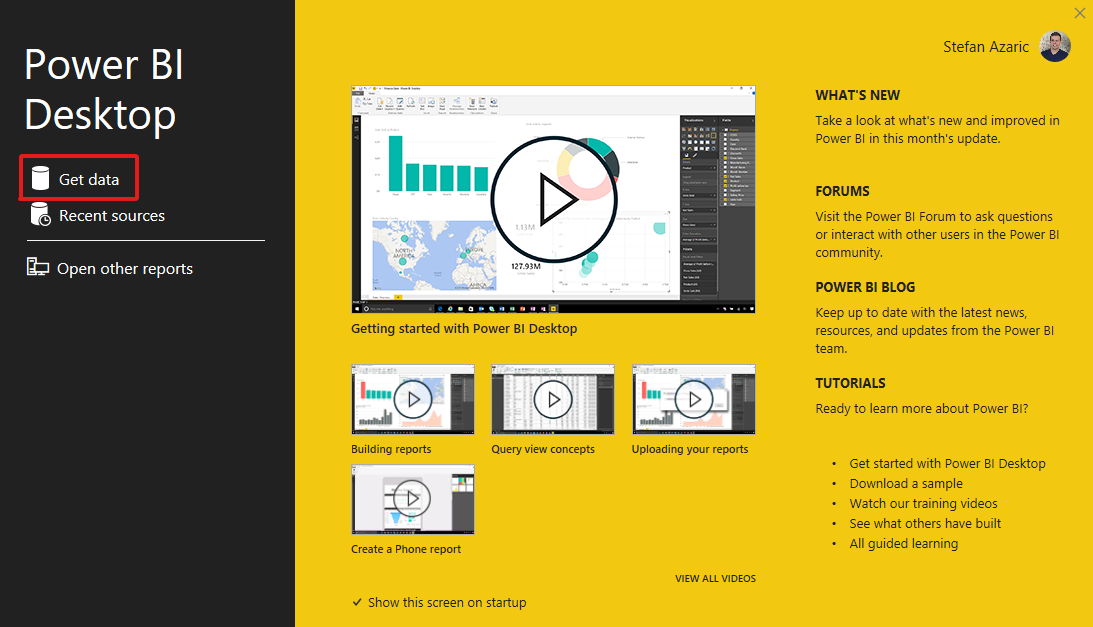 Power BI
Desktop
Get data
Recent sources
Open other reports
Stefan Azaric
1.13M
127.93M
NORTH
AMERICA
Getting started with Power BI Desktop
Building reports
Query view concepts
Uploading your reports
Create a Phone report
VIEW ALL VIDEOS
Show this screen on startup
WHAT'S NEW
Take a look at what's new and improved in
Power BI in this month's update.
FORUMS
Visit the Power BI Forum to ask questions
or interact with other users in the Power BI
community.
POWER BI BLOG
Keep up to date with the latest news,
resources, and updates from the Power BI
team.
TUTORIALS
Ready to learn more about Power BI?
• Get started with Power BI Desktop
• Download a sample
• Watch our training videos
• See what others have built
• All guided learning